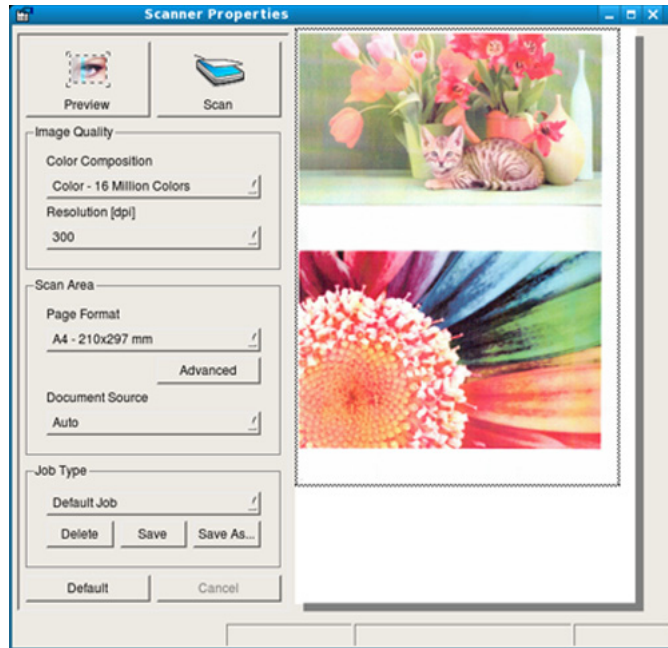 Scanner Properties
Preview
Scan
Image Quality
Color Composition
Color - 16 Million Colors
Resolution [dpi]
300
Scan Area
Page Format
A4 - 210x297 mm
Advanced
Document Source
Auto
Job Type
Default Job
Delete
Save
Save As...
Default
Cancel